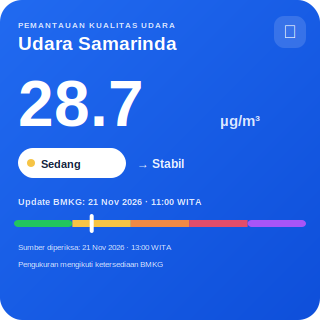 PEMANTAUAN KUALITAS UDARA
Udara Samarinda
28.7 µg/m³
Sedang → Stabil
Update BMKG: 21 Nov 2026 · 11:00 WITA
Sumber diperiksa: 21 Nov 2026 · 13:00 WITA
Pengukuran mengikuti ketersediaan BMKG